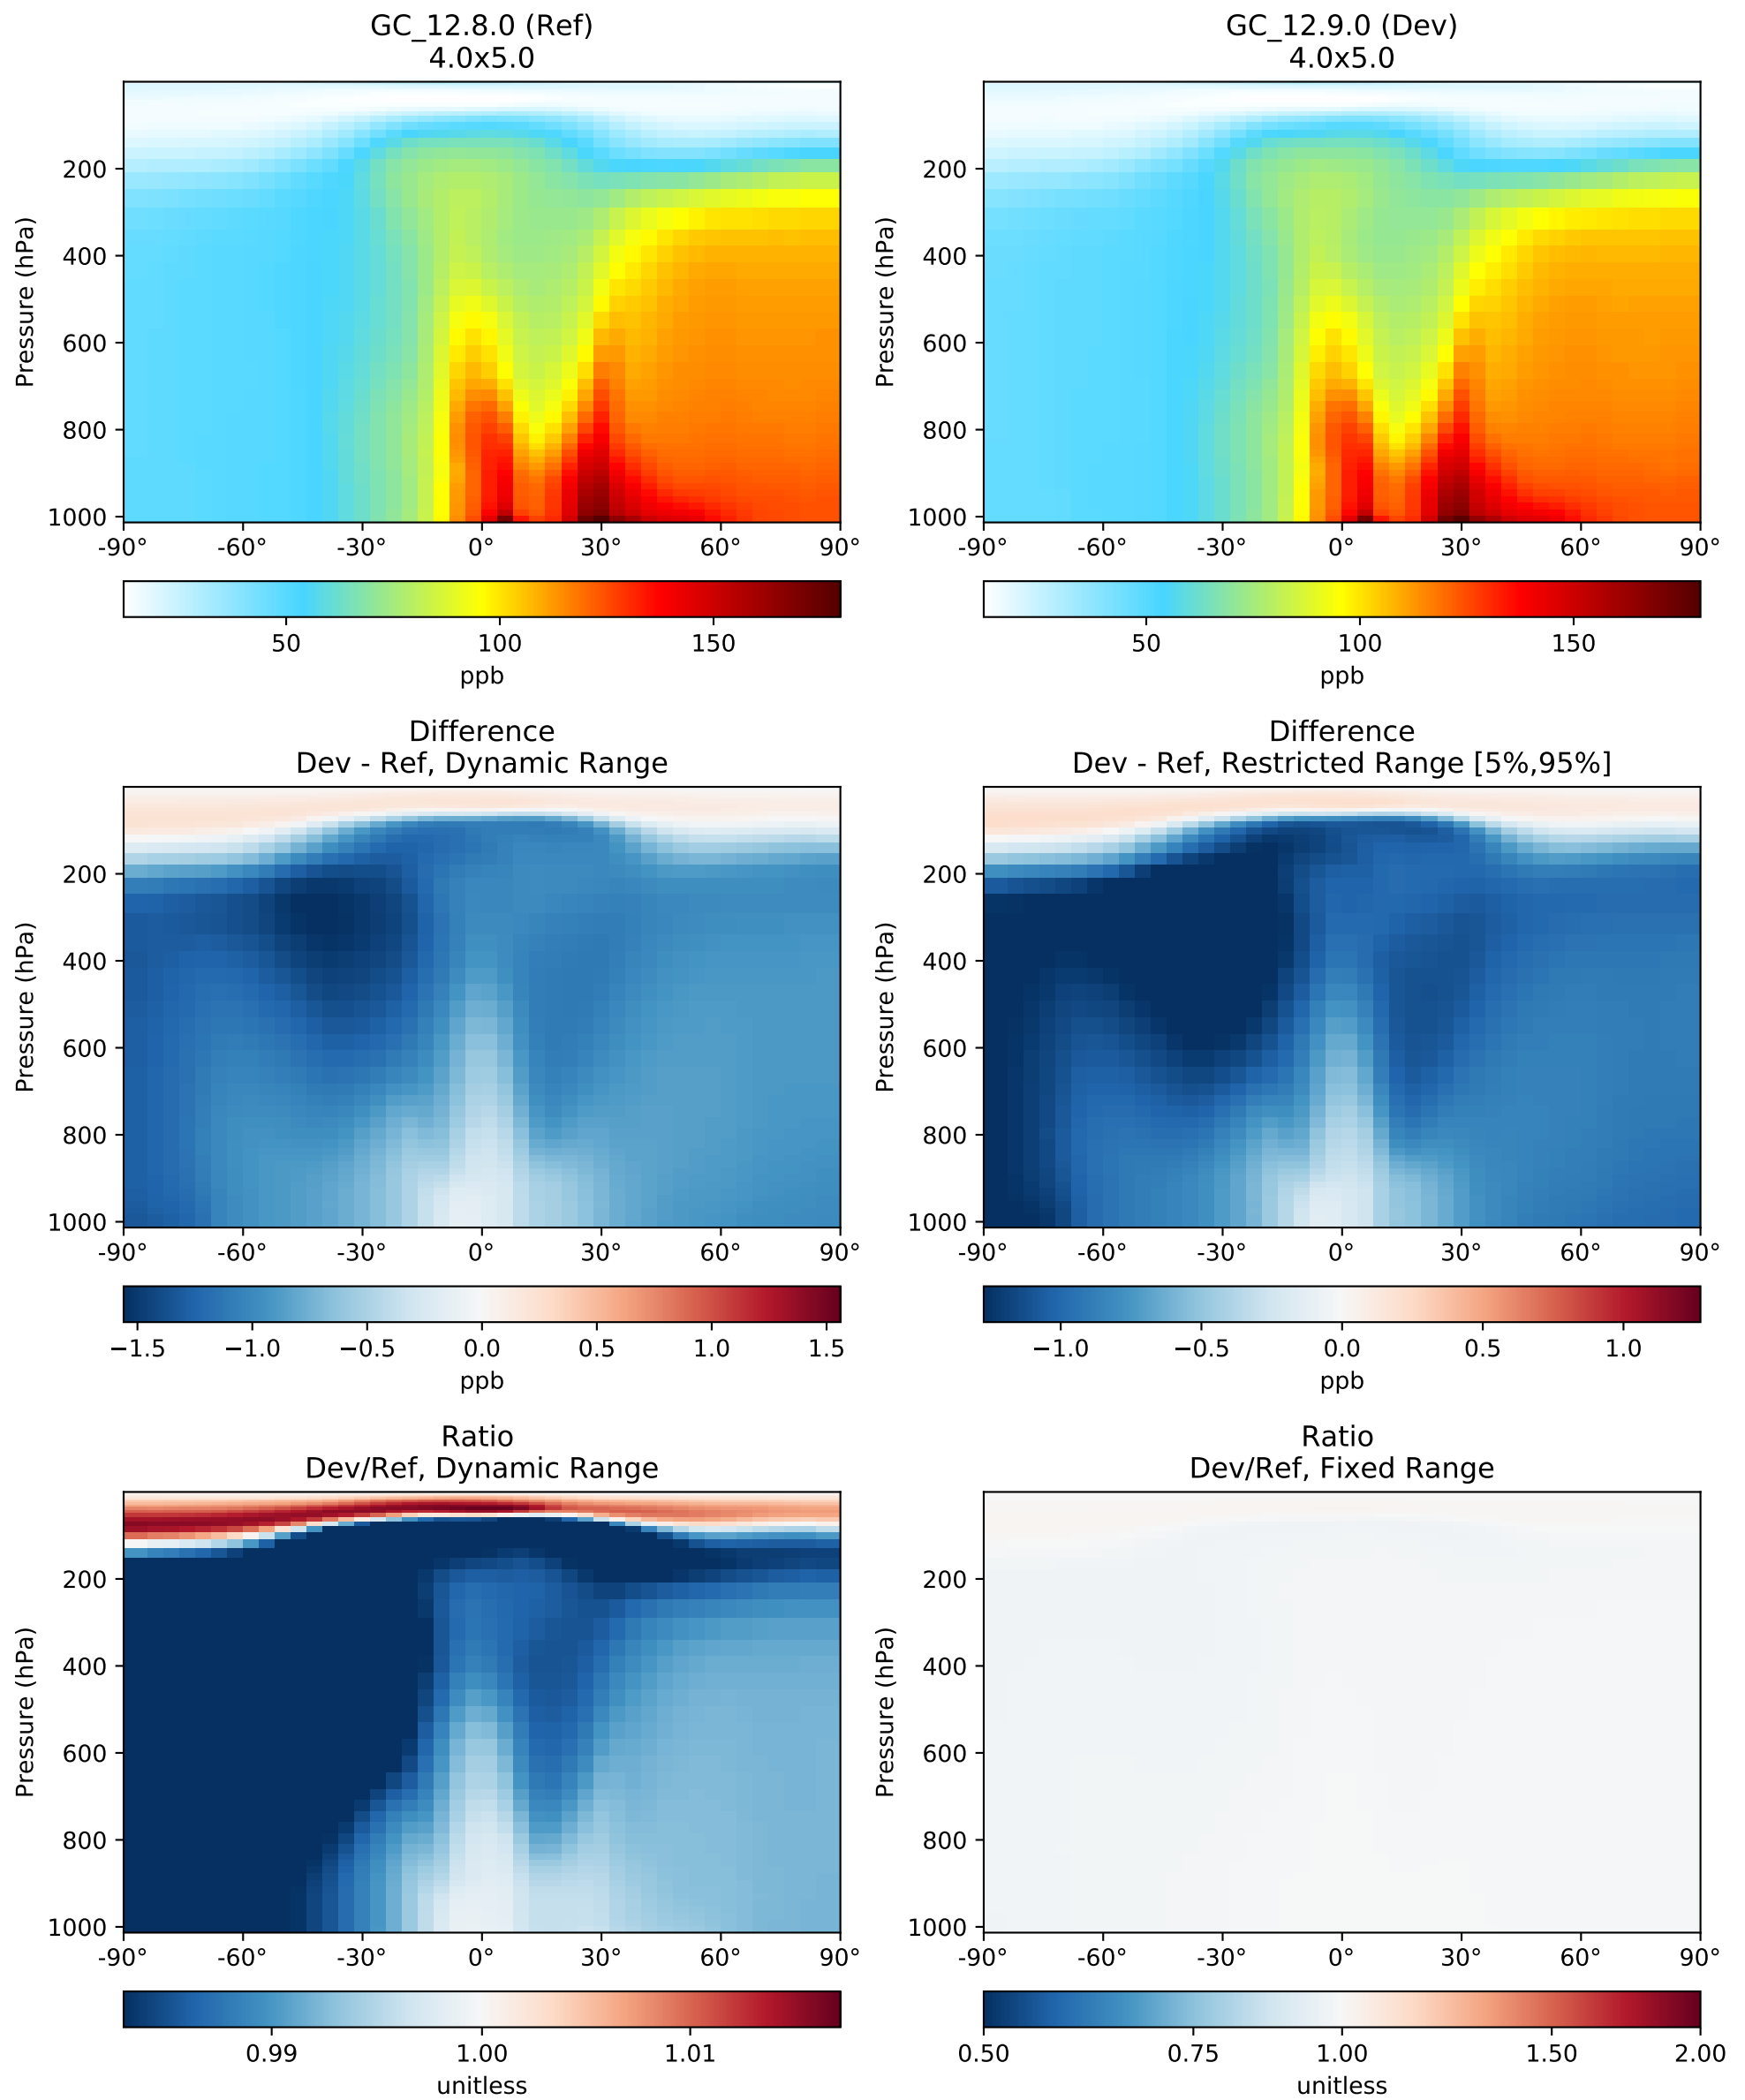 GC_12.8.0 (Ref)
4.0x5.0
Pressure (hPa)
200
400
600
800
1000
-90° -60° -30° 0° 30° 60° 90°
50 100 150
ppb
GC_12.9.0 (Dev)
4.0x5.0
Pressure (hPa)
200
400
600
800
1000
-90° -60° -30° 0° 30° 60° 90°
50 100 150
ppb
Difference
Dev - Ref, Dynamic Range
Pressure (hPa)
200
400
600
800
1000
-90° -60° -30° 0° 30° 60° 90°
−1.5 −1.0 −0.5 0.0 0.5 1.0 1.5
ppb
Difference
Dev - Ref, Restricted Range [5%,95%]
Pressure (hPa)
200
400
600
800
1000
-90° -60° -30° 0° 30° 60° 90°
−1.0 −0.5 0.0 0.5 1.0
ppb
Ratio
Dev/Ref, Dynamic Range
Pressure (hPa)
200
400
600
800
1000
-90° -60° -30° 0° 30° 60° 90°
0.99 1.00 1.01
unitless
Ratio
Dev/Ref, Fixed Range
Pressure (hPa)
200
400
600
800
1000
-90° -60° -30° 0° 30° 60° 90°
0.50 0.75 1.00 1.50 2.00
unitless